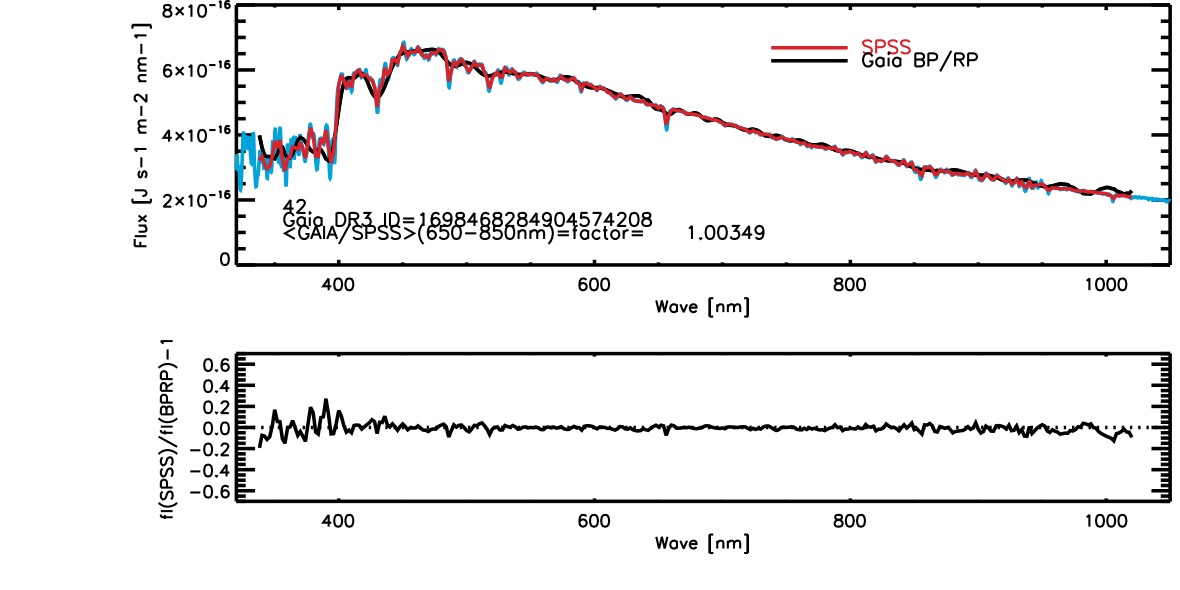 8×10−16
6×10−16
4×10−16
2×10−16
0
Flux [J s−1 m−2 nm−1]
SPSS
Gaia BP/RP
42
Gaia DR3 ID=1698468284904574208
<GAIA/SPSS>(650−850nm)=factor= 1.00349
400 600 800 1000
Wave [nm]
fl(SPSS)/fl(BPRP)−1
0.6
0.4
0.2
0.0
−0.2
−0.4
−0.6
400 600 800 1000
Wave [nm]